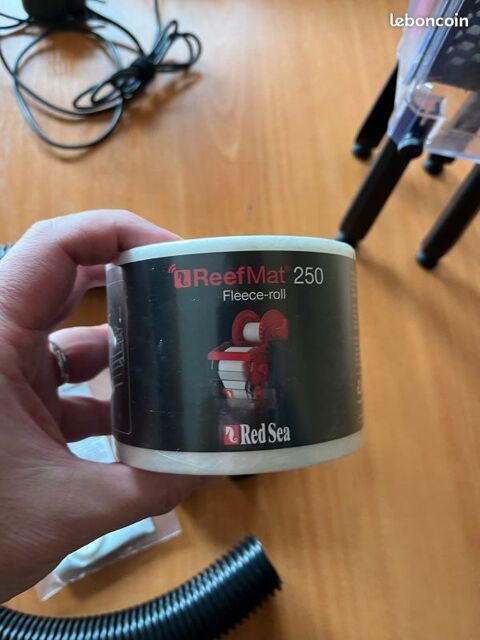 leboncoin
ReefMat® 250
Fleece-roll
Red Sea